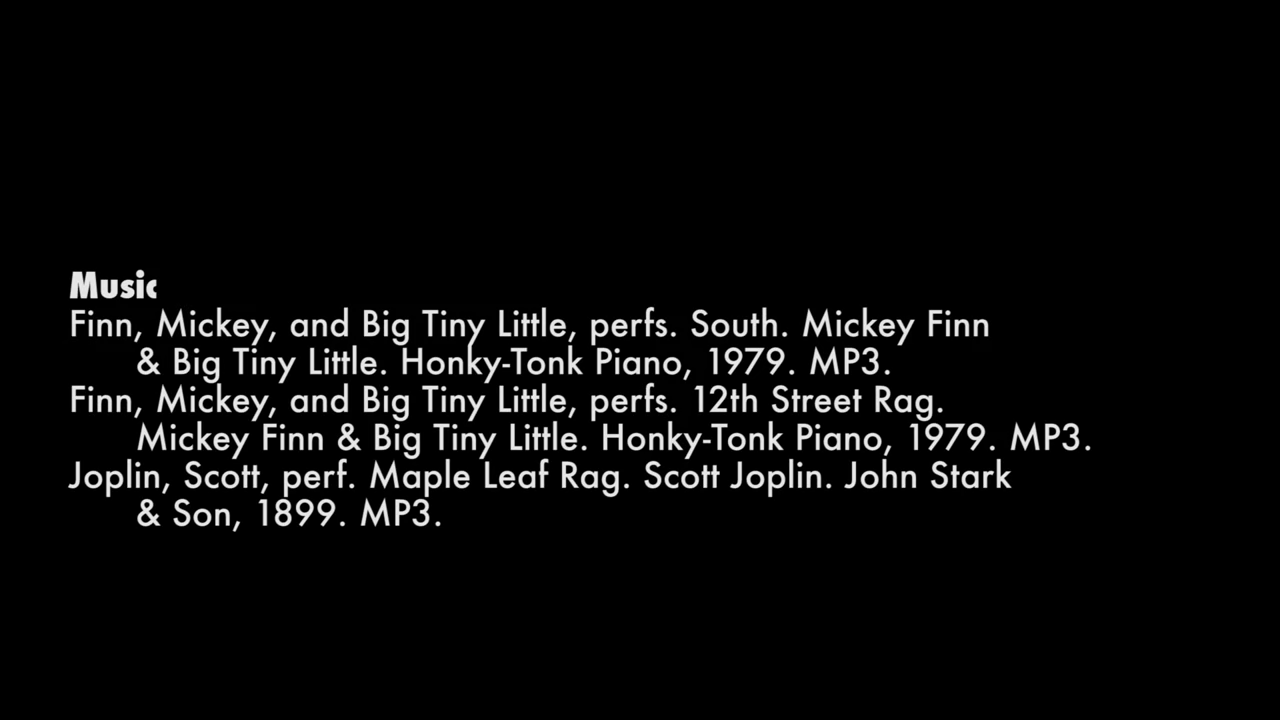 Music
Finn, Mickey, and Big Tiny Little, perfs. South. Mickey Finn
& Big Tiny Little. Honky-Tonk Piano, 1979. MP3.
Finn, Mickey, and Big Tiny Little, perfs. 12th Street Rag.
Mickey Finn & Big Tiny Little. Honky-Tonk Piano, 1979. MP3.
Joplin, Scott, perf. Maple Leaf Rag. Scott Joplin. John Stark
& Son, 1899. MP3.